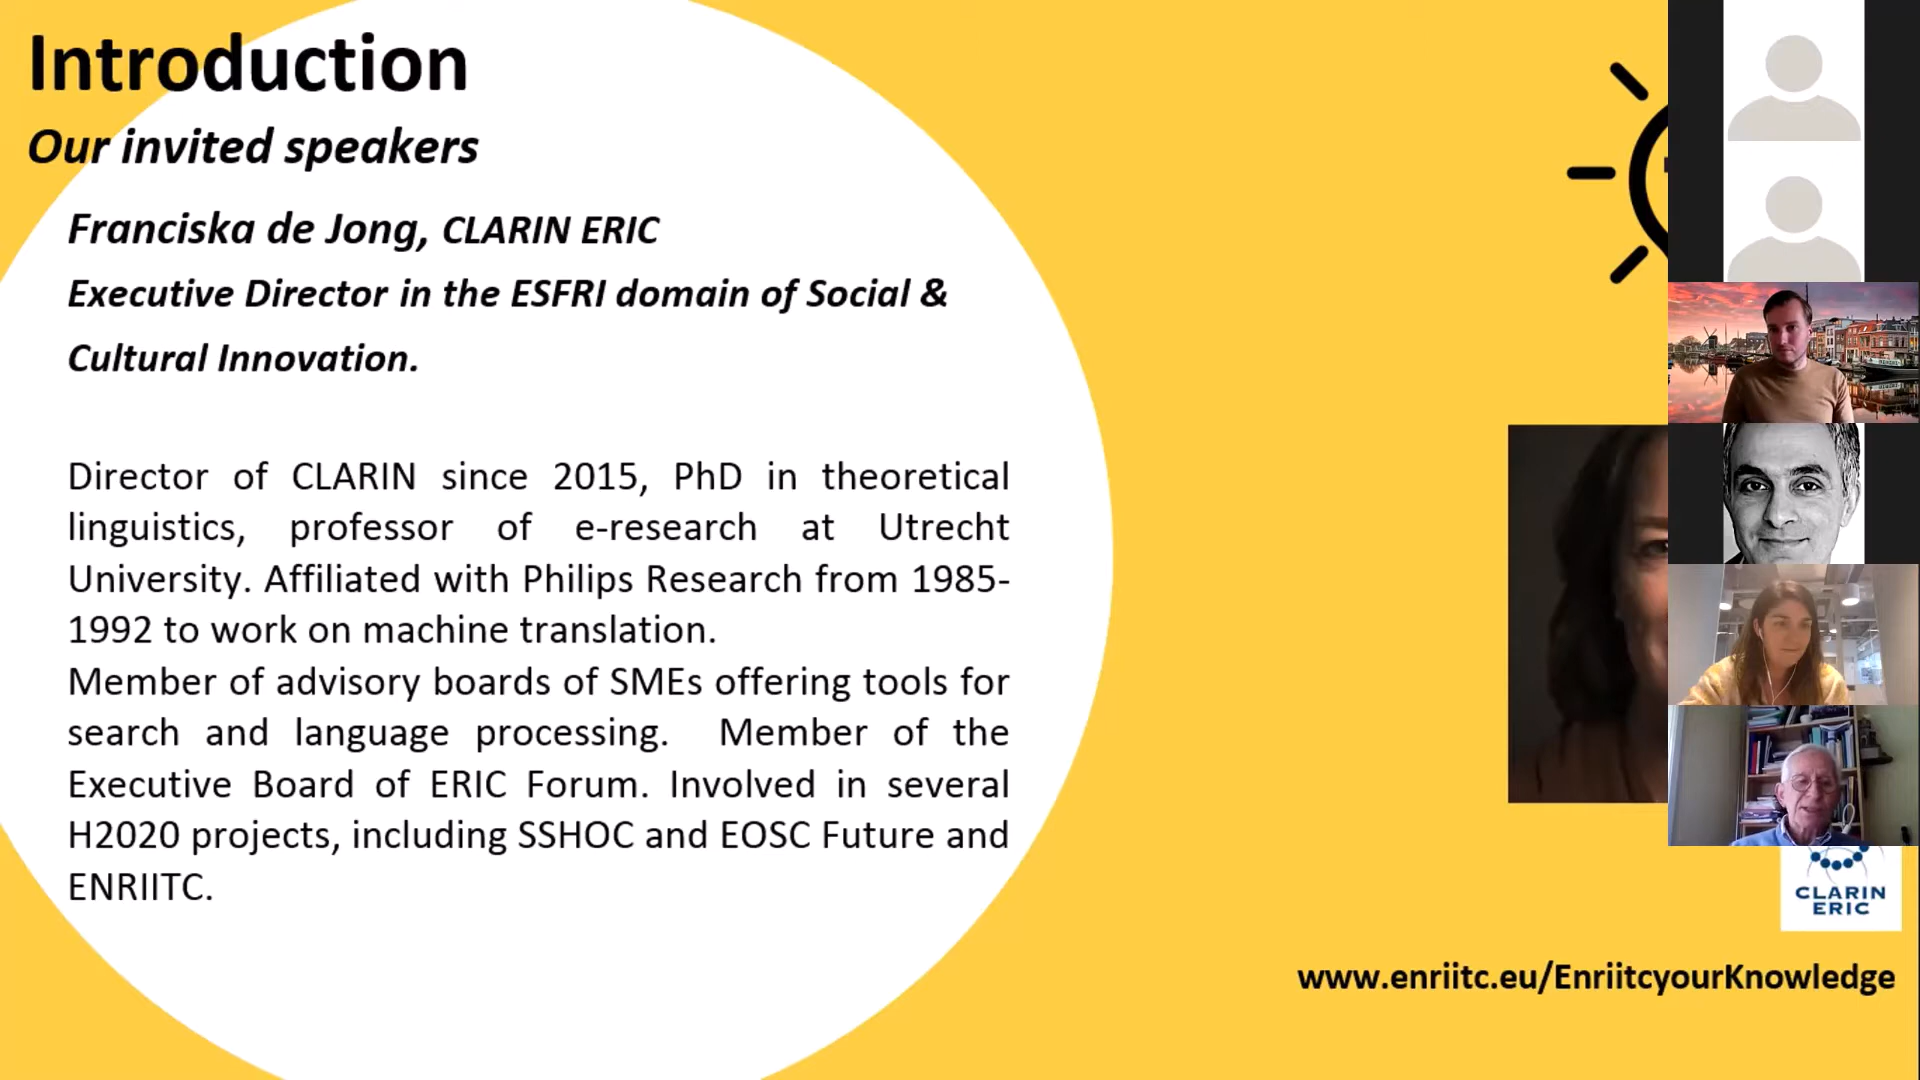 Introduction
Our invited speakers
Franciska de Jong, CLARIN ERIC
Executive Director in the ESFRI domain of Social &
Cultural Innovation.
Director of CLARIN since 2015, PhD in theoretical
linguistics, professor of e-research at Utrecht
University. Affiliated with Philips Research from 1985-
1992 to work on machine translation.
Member of advisory boards of SMEs offering tools for
search and language processing. Member of the
Executive Board of ERIC Forum. Involved in several
H2020 projects, including SSHOC and EOSC Future and
ENRIITC.
CLARIN
ERIC
www.enriitc.eu/EnriitcyourKnowledge